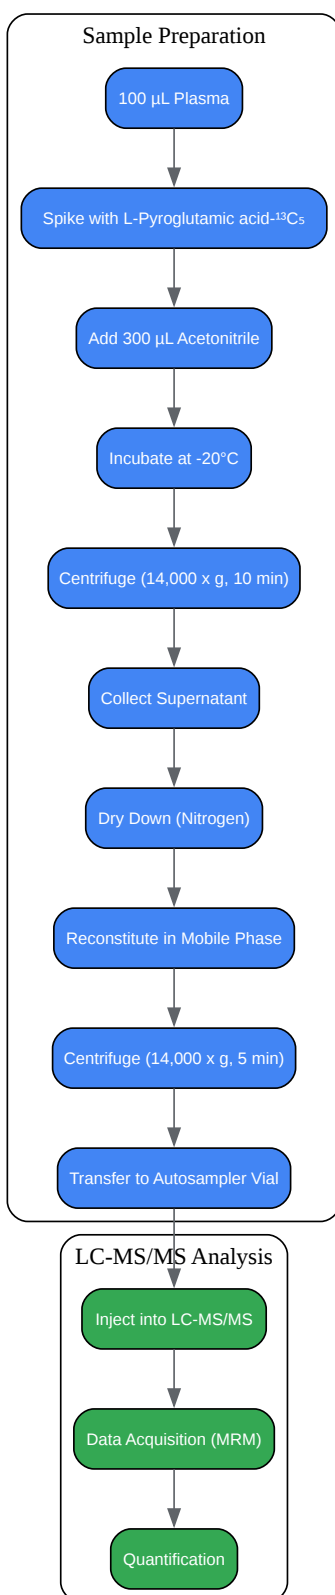 Sample Preparation
100 µL Plasma
Spike with L-Pyroglutamic acid-¹³C₅
Add 300 µL Acetonitrile
Incubate at -20°C
Centrifuge (14,000 x g, 10 min)
Collect Supernatant
Dry Down (Nitrogen)
Reconstitute in Mobile Phase
Centrifuge (14,000 x g, 5 min)
Transfer to Autosampler Vial
LC-MS/MS Analysis
Inject into LC-MS/MS
Data Acquisition (MRM)
Quantification